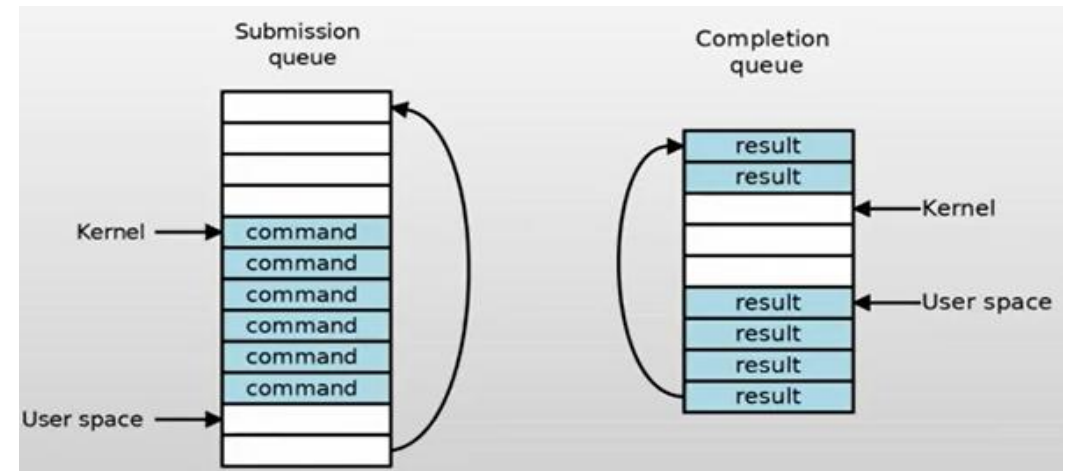 Submission
queue
Kernel
command
command
command
command
command
command
User space
Completion
queue
result
result
Kernel
result
User space
result
result
result